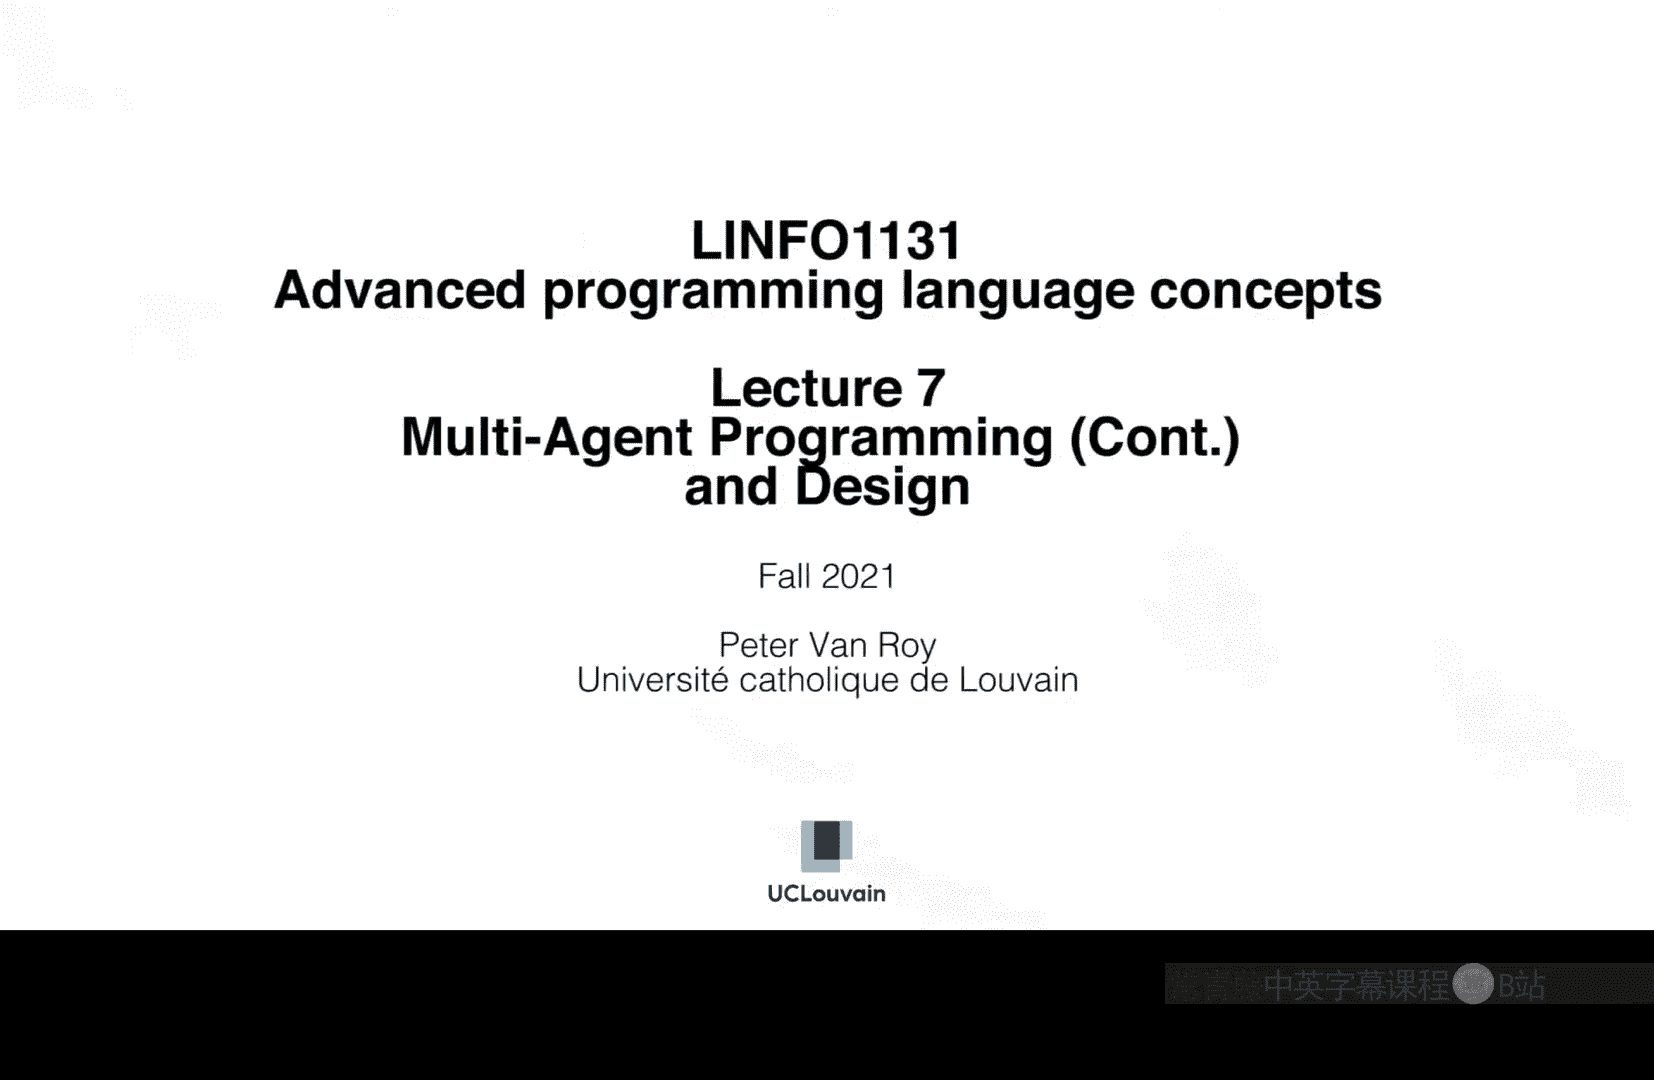 LINFO1131
Advanced programming language concepts
Lecture 7
Multi-Agent Programming (Cont.)
and Design
Fall 2021
Peter Van Roy
Université catholique de Louvain
UCLouvain
中英字幕课程 B站